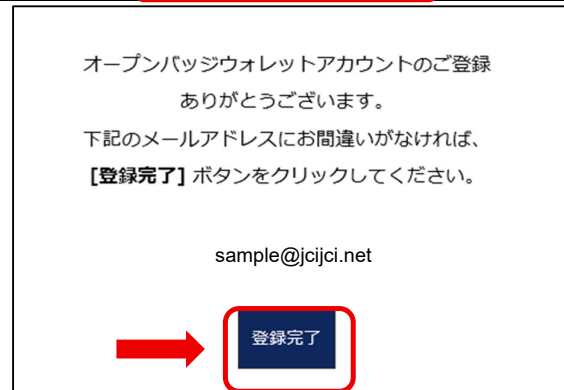 オープンバッジウォレットアカウントのご登録
ありがとうございます。
下記のメールアドレスにお間違いがなければ、
[登録完了] ボタンをクリックしてください。
sample@jcijci.net
登録完了